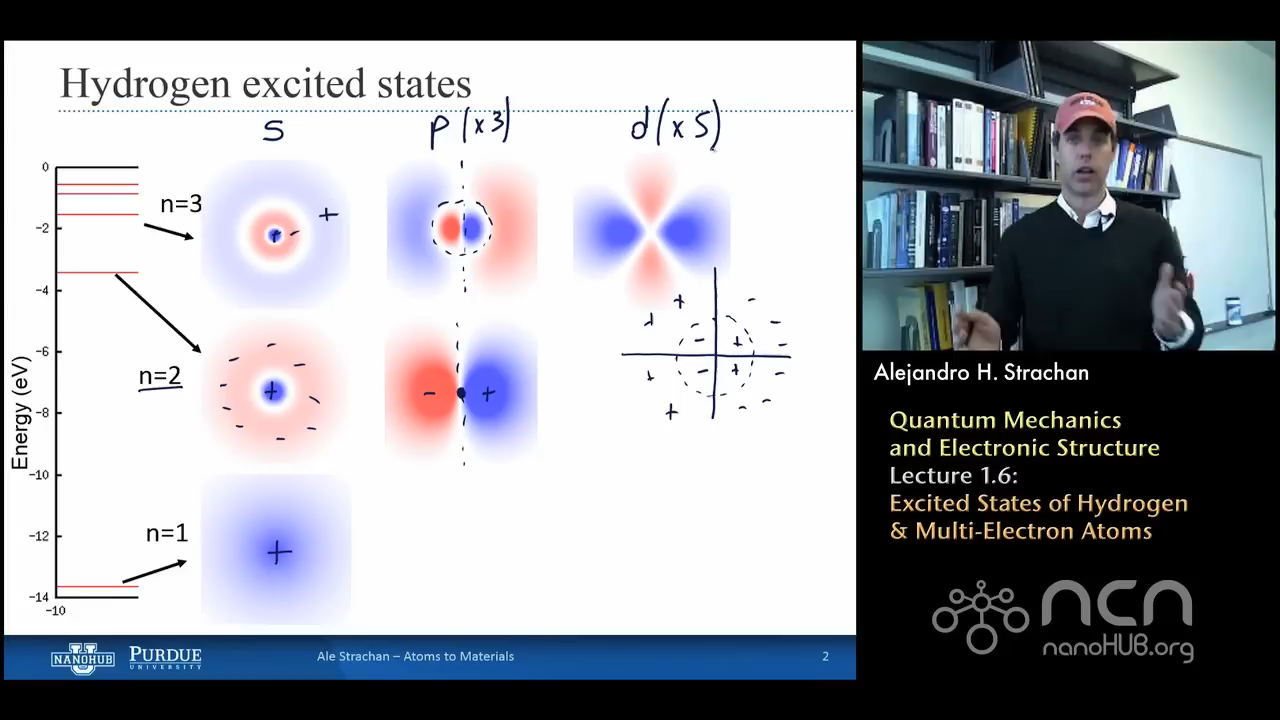 Hydrogen excited states
s p (x3) d (x5)
0
n=3
-2
+ - +
-4
-6
n=2
+
- +
-8
-10
n=1
-12
+
-14
-10
Energy (eV)
NANOHUB PURDUE UNIVERSITY
Ale Strachan – Atoms to Materials
2
Alejandro H. Strachan
Quantum Mechanics
and Electronic Structure
Lecture 1.6:
Excited States of Hydrogen
& Multi-Electron Atoms
ncn
nanoHUB.org